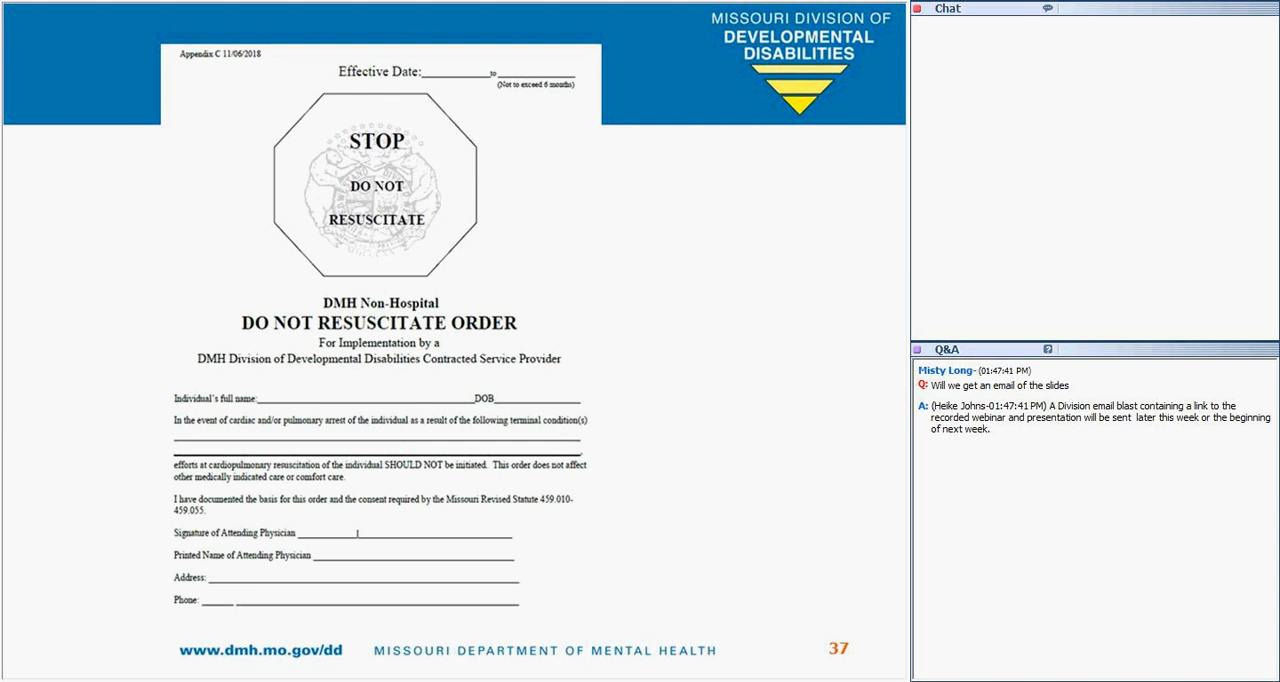 MISSOURI DIVISION OF
DEVELOPMENTAL
DISABILITIES
Appendix C 11/06/2018
Effective Date:__________to__________
(Not to exceed 6 months)
STOP
DO NOT
RESUSCITATE
DMH Non-Hospital
DO NOT RESUSCITATE ORDER
For Implementation by a
DMH Division of Developmental Disabilities Contracted Service Provider
Individual's full name:______________________________DOB____________
In the event of cardiac and/pulmonary arrest of the individual as a result of the following terminal condition(s)
efforts at cardiopulmonary resuscitation of the individual SHOULD NOT be initiated. This order does not affect
other medically indicated care or comfort care.
I have documented the basis for this order and the consent required by the Missouri Revised Statute 459.010-
459.055.
Signature of Attending Physician ______________________________
Printed Name of Attending Physician ______________________________
Address: ______________________________
Phone: _____ ______________________________
www.dmh.mo.gov/dd MISSOURI DEPARTMENT OF MENTAL HEALTH 37
Chat
Q&A
Misty Long- (01:47:41 PM)
Q: Will we get an email of the slides
A: (Heike Johns-01:47:41 PM) A Division email blast containing a link to the
recorded webinar and presentation will be sent later this week or the beginning
of next week.